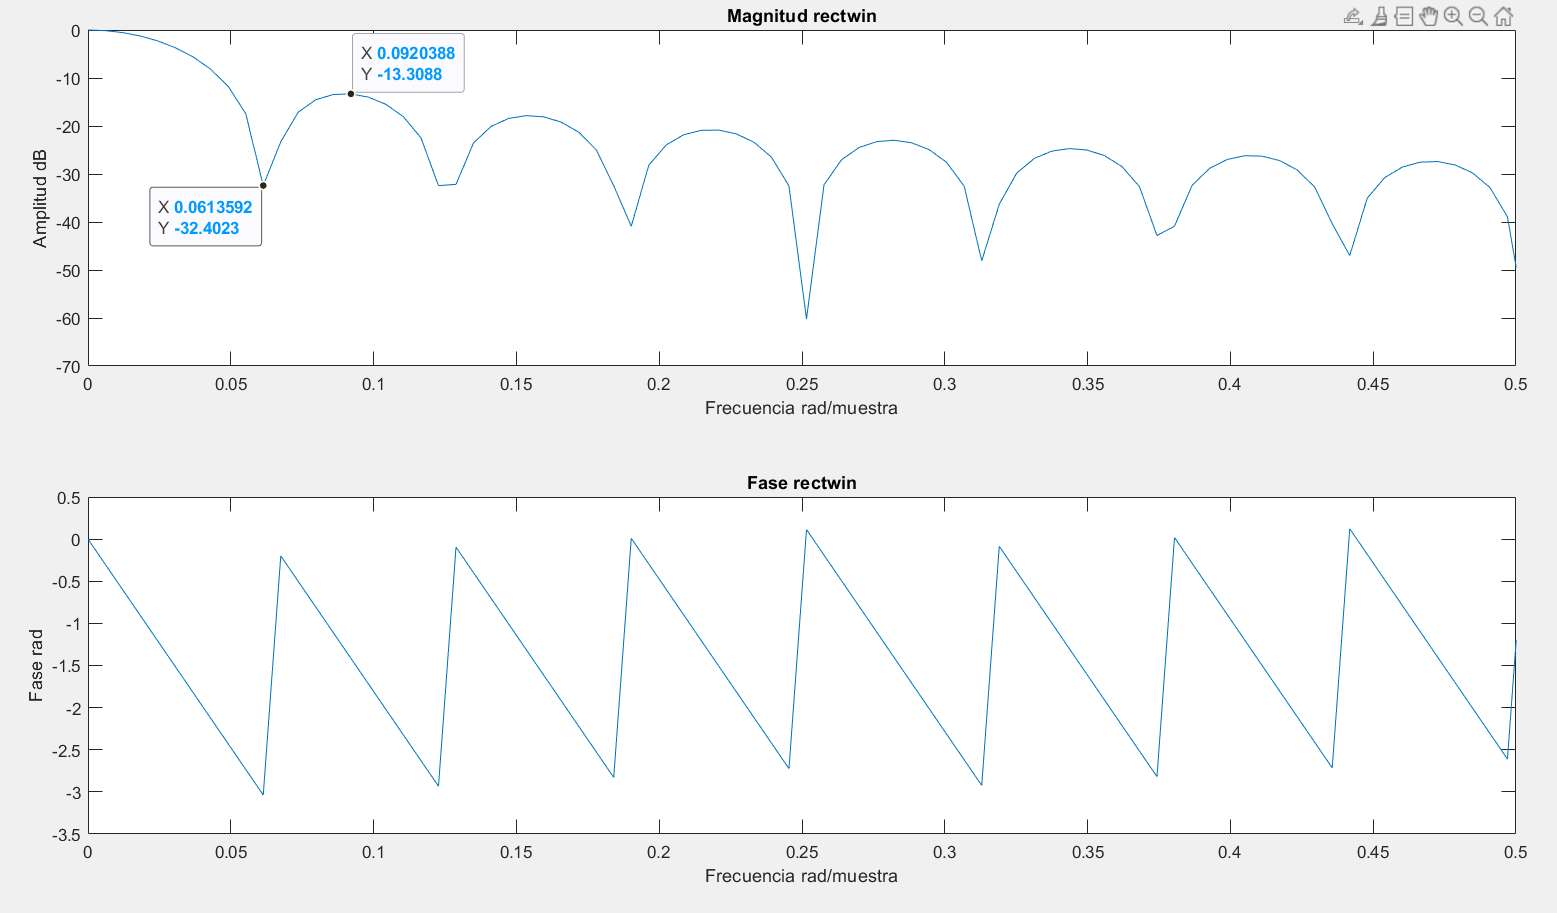 Magnitud rectwin
0
-10
-20
-30
-40
-50
-60
-70
Amplitud dB
X 0.0920388
Y -13.3088
X 0.0613592
Y -32.4023
0 0.05 0.1 0.15 0.2 0.25 0.3 0.35 0.4 0.45 0.5
Frecuencia rad/muestra
Fase rectwin
0.5
0
-0.5
-1
-1.5
-2
-2.5
-3
-3.5
Fase rad
0 0.05 0.1 0.15 0.2 0.25 0.3 0.35 0.4 0.45 0.5
Frecuencia rad/muestra